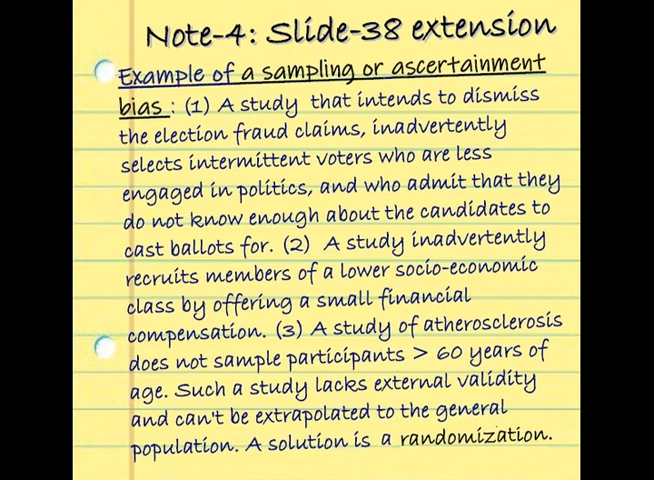 Note-4: Slide-38 extension
Example of a sampling or ascertainment
bias : (1) A study that intends to dismiss
the election fraud claims, inadvertently
selects intermittent voters who are less
engaged in politics, and who admit that they
do not know enough about the candidates to
cast ballots for. (2) A study inadvertently
recruits members of a lower socio-economic
class by offering a small financial
compensation. (3) A study of atherosclerosis
does not sample participants > 60 years of
age. Such a study lacks external validity
and can't be extrapolated to the general
population. A solution is a randomization.